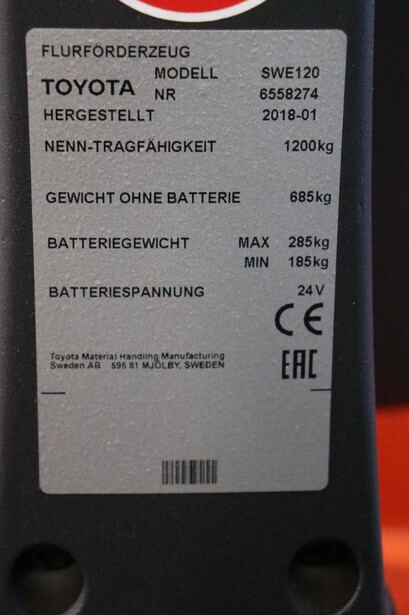 FLURFÖRDERZEUG
TOYOTA MODELL SWE120
NR 6558274
HERGESTELLT 2018-01
NENN-TRAGFÄHIGKEIT 1200kg
GEWICHT OHNE BATTERIE 685kg
BATTERIEGEWICHT MAX 285kg
MIN 185kg
BATTERIESPANNUNG 24V
CE
Toyota Material Handling Manufacturing
Sweden AB 595 81 MJÖLBY, SWEDEN
EAC